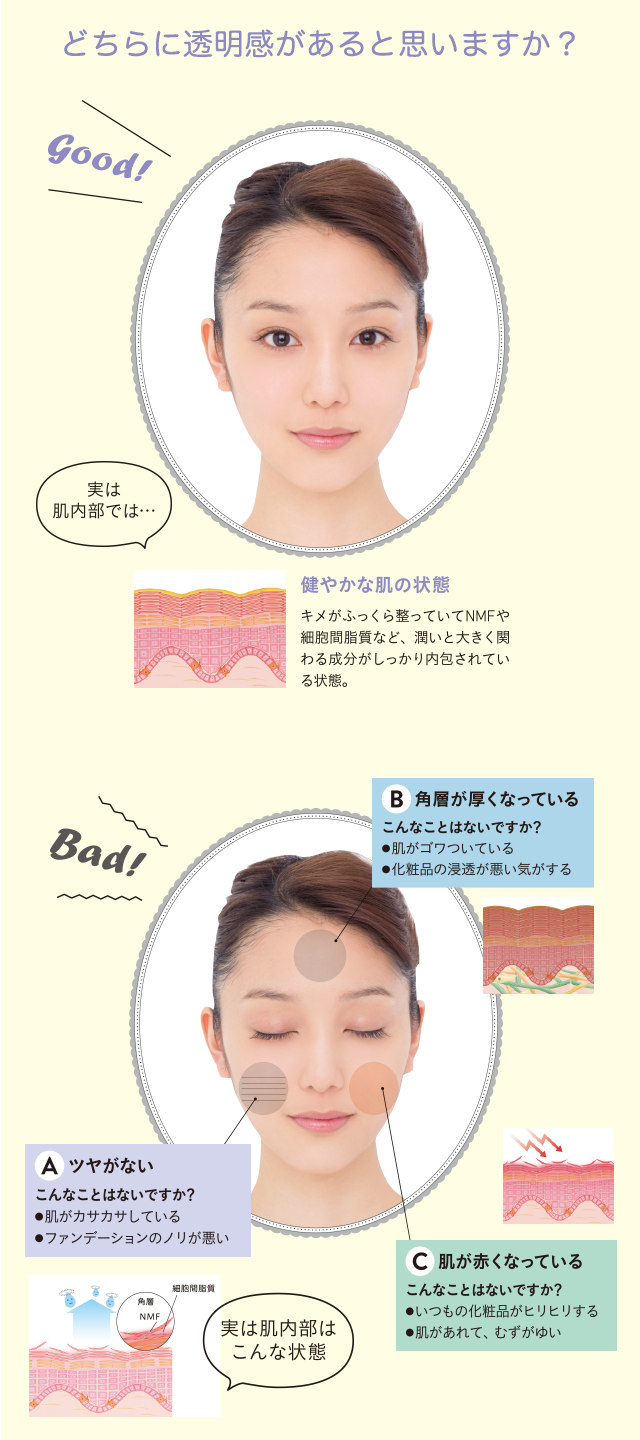 どちらに透明感があると思いますか？
Good!
実は
肌内部では…
健やかな肌の状態
キメがふっくら整っていてNMFや
細胞間脂質など、潤いと大きく関
わる成分がしっかり内包されてい
る状態。
Bad!
B 角層が厚くなっている
こんなことはないですか?
●肌がゴワついている
●化粧品の浸透が悪い気がする
A ツヤがない
こんなことはないですか?
●肌がカサカサしている
●ファンデーションのノリが悪い
C 肌が赤くなっている
こんなことはないですか?
●いつもの化粧品がヒリヒリする
●肌があれて、むずがゆい
細胞間脂質
角層
NMF
実は肌内部は
こんな状態